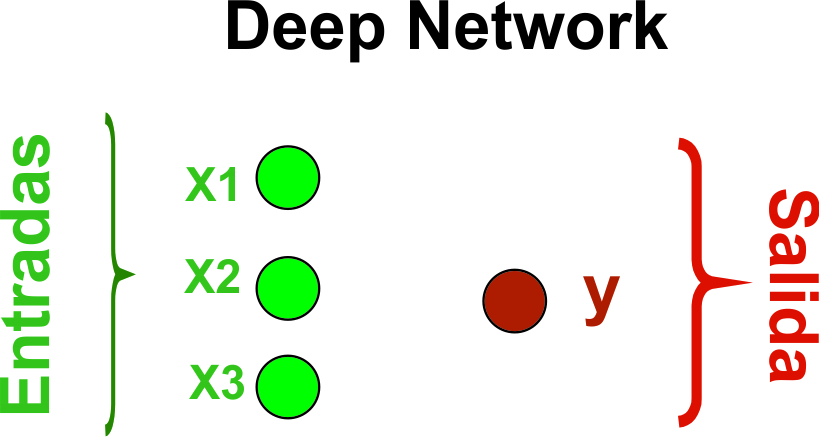 Deep Network
Entradas
X1
X2
X3
y
Salida